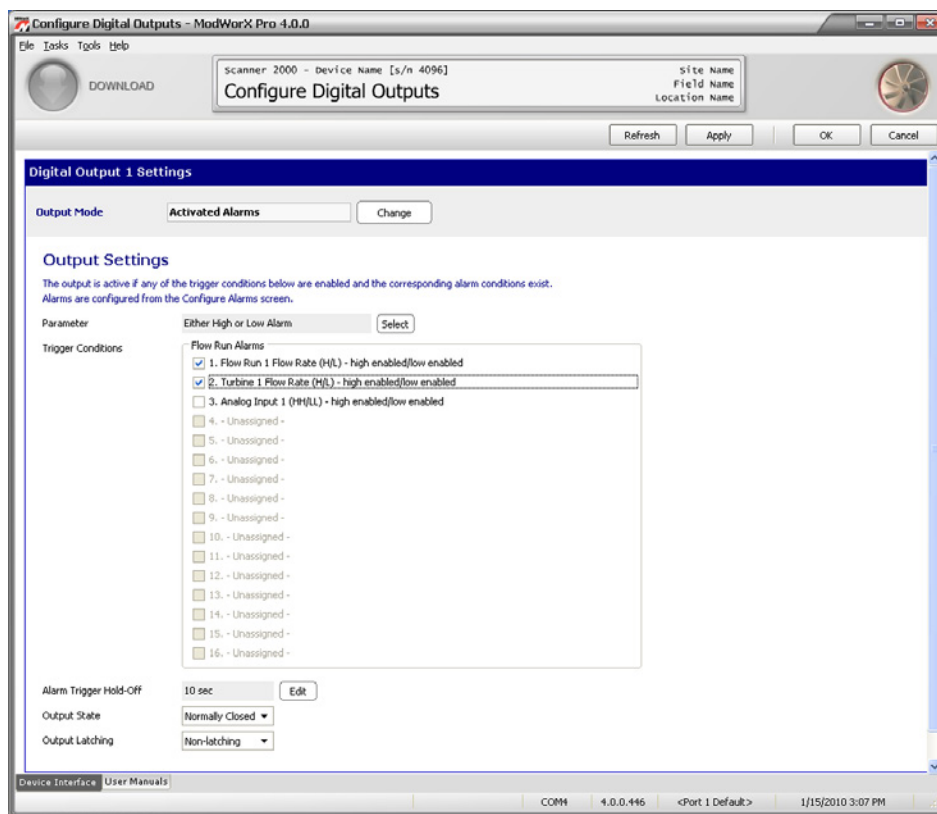 Configure Digital Outputs - ModWorX Pro 4.0.0
File Tasks Tools Help
DOWNLOAD
Scanner 2000 - Device Name [s/n 4096]
Configure Digital Outputs
Site Name
Field Name
Location Name
Refresh Apply OK Cancel
Digital Output 1 Settings
Output Mode Activated Alarms Change
Output Settings
The output is active if any of the trigger conditions below are enabled and the corresponding alarm conditions exist.
Alarms are configured from the Configure Alarms screen.
Parameter Either High or Low Alarm Select
Trigger Conditions Flow Run Alarms
1. Flow Run 1 Flow Rate (H/L) - high enabled/low enabled
2. Turbine 1 Flow Rate (H/L) - high enabled/low enabled
3. Analog Input 1 (HH/LL) - high enabled/low enabled
4. - Unassigned -
5. - Unassigned -
6. - Unassigned -
7. - Unassigned -
8. - Unassigned -
9. - Unassigned -
10. - Unassigned -
11. - Unassigned -
12. - Unassigned -
13. - Unassigned -
14. - Unassigned -
15. - Unassigned -
16. - Unassigned -
Alarm Trigger Hold-Off 10 sec Edit
Output State Normally Closed
Output Latching Non-latching
Device Interface User Manuals
COM4 4.0.0.446 <Port 1 Default> 1/15/2010 3:07 PM